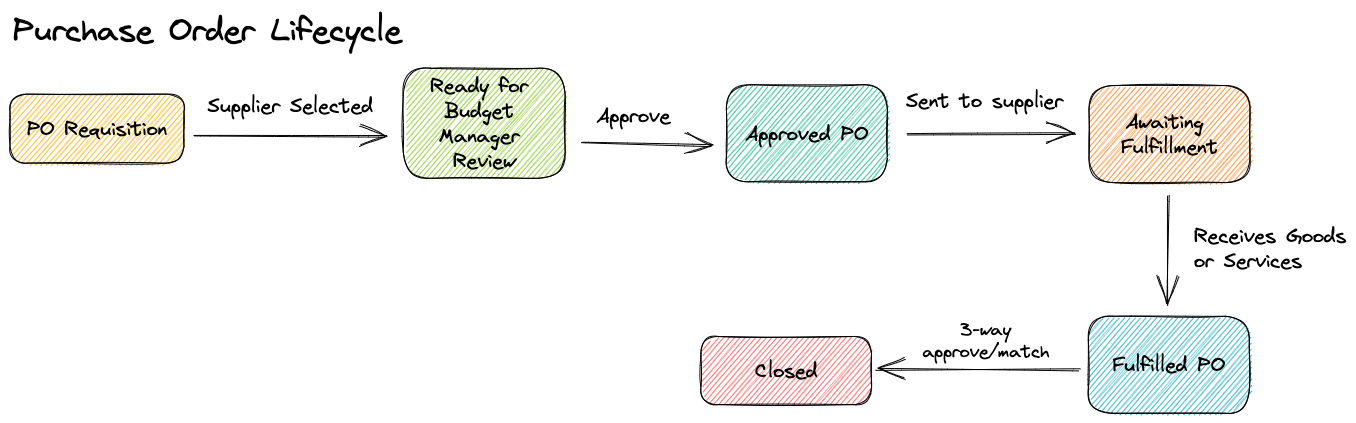 Purchase Order Lifecycle
PO Requisition
Supplier Selected
Ready for
Budget
Manager
Review
Approve
Approved PO
Sent to supplier
Awaiting
Fulfillment
Receives Goods
or Services
Fulfilled PO
3-way
approve/match
Closed